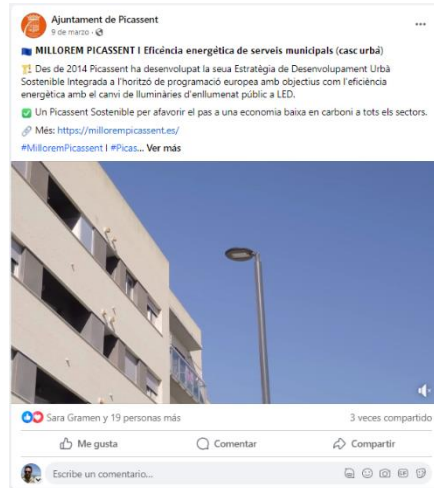 Ajuntament de Picassent
9 de marzo ·
MILLOREM PICASSENT I Eficéncia energética de serveis municipals (casc urbá)
Des de 2014 Picassent ha desenvolupat la seua Estratègia de Desenvolupament Urbà
Sostenible Integrada a l'horitzó de programació europea amb objectius com l'eficiència
energètica amb el canvi de lluminàries d'enllumenat públic a LED.
Un Picassent Sostenible per afavorir el pas a una economia baixa en carboni a tots els sectors.
Més: https://millorempicassent.es/
#MilloremPicassent I #Picas... Ver más
Sara Gramen y 19 personas más
3 veces compartido
Me gusta
Comentar
Compartir
Escribe un comentario...